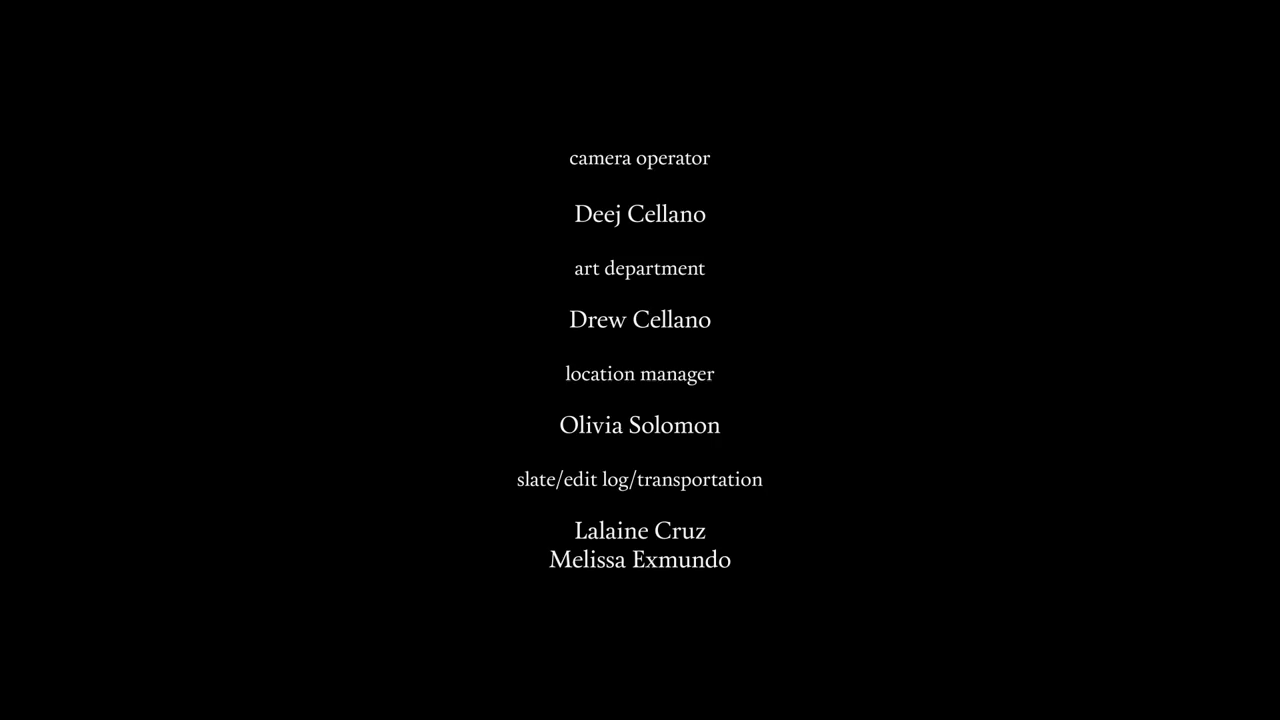 camera operator
Deej Cellano
art department
Drew Cellano
location manager
Olivia Solomon
slate/edit log/transportation
Lalaine Cruz
Melissa Exmundo